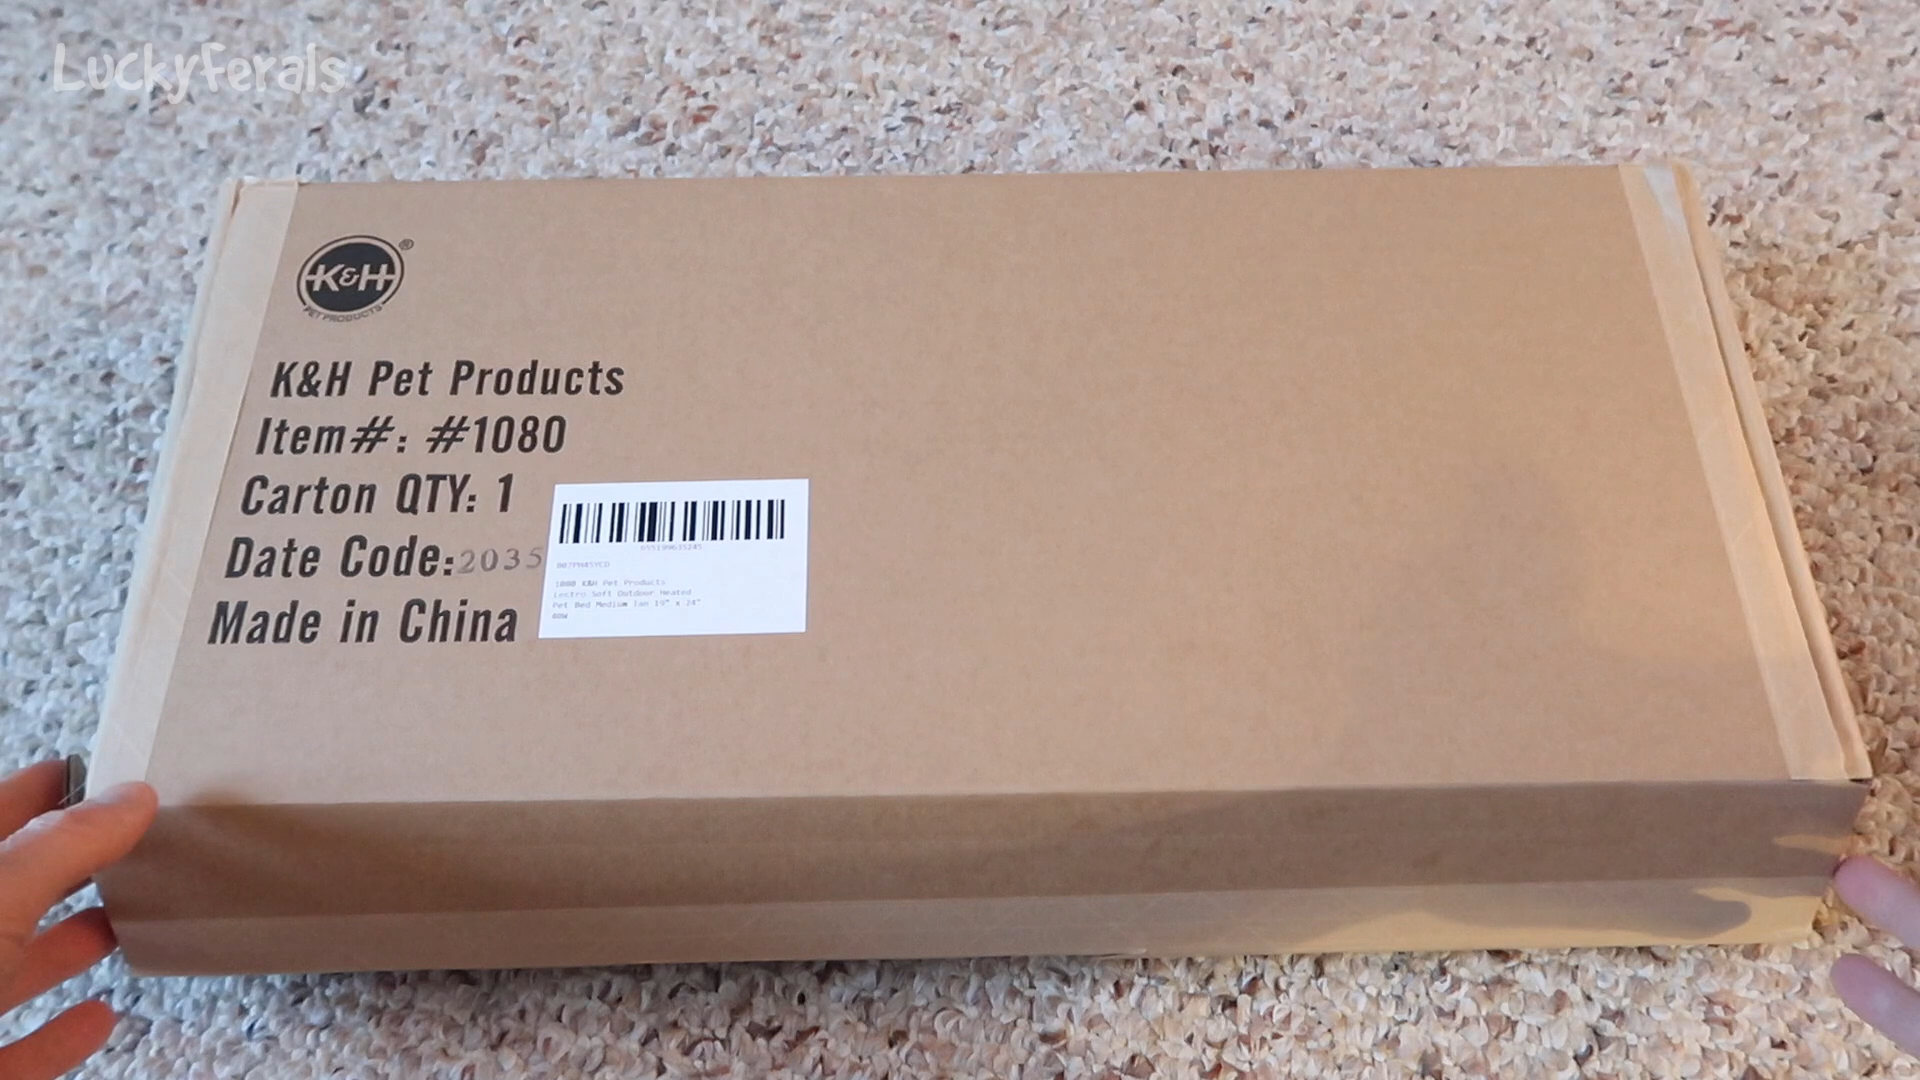 LuckyFerals
K&H®
PET PRODUCTS
K&H Pet Products
Item#: #1080
Carton QTY: 1
Date Code:2035
Made in China
1080 K&H Pet Products
Lectro Soft Outdoor Heated
Pet Bed Medium Tan 19" x 24"
60W